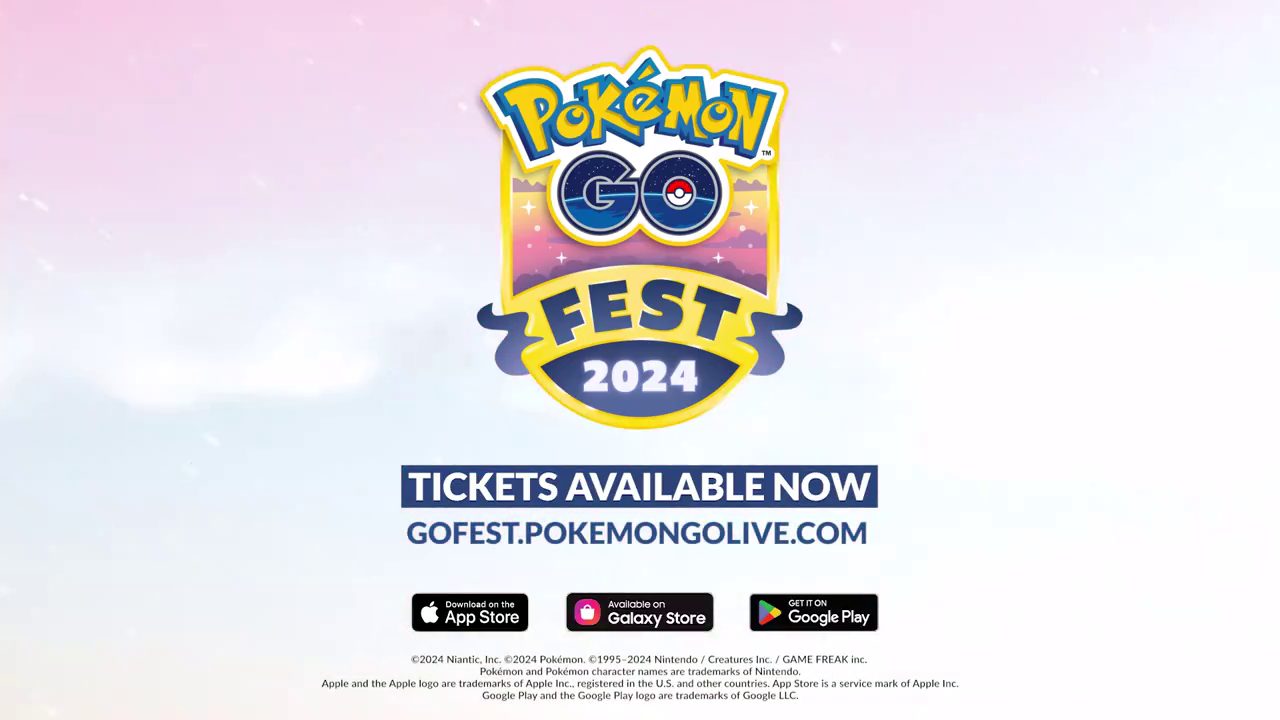 POKéMON
TM
GO
FEST
2024
TICKETS AVAILABLE NOW
GOFEST.POKEMONGOLIVE.COM
Download on the
App Store
Available on
Galaxy Store
GET IT ON
Google Play
©2024 Niantic, Inc. ©2024 Pokémon. ©1995–2024 Nintendo / Creatures Inc. / GAME FREAK inc.
Pokémon and Pokémon character names are trademarks of Nintendo.
Apple and the Apple logo are trademarks of Apple Inc., registered in the U.S. and other countries. App Store is a service mark of Apple Inc.
Google Play and the Google Play logo are trademarks of Google LLC.